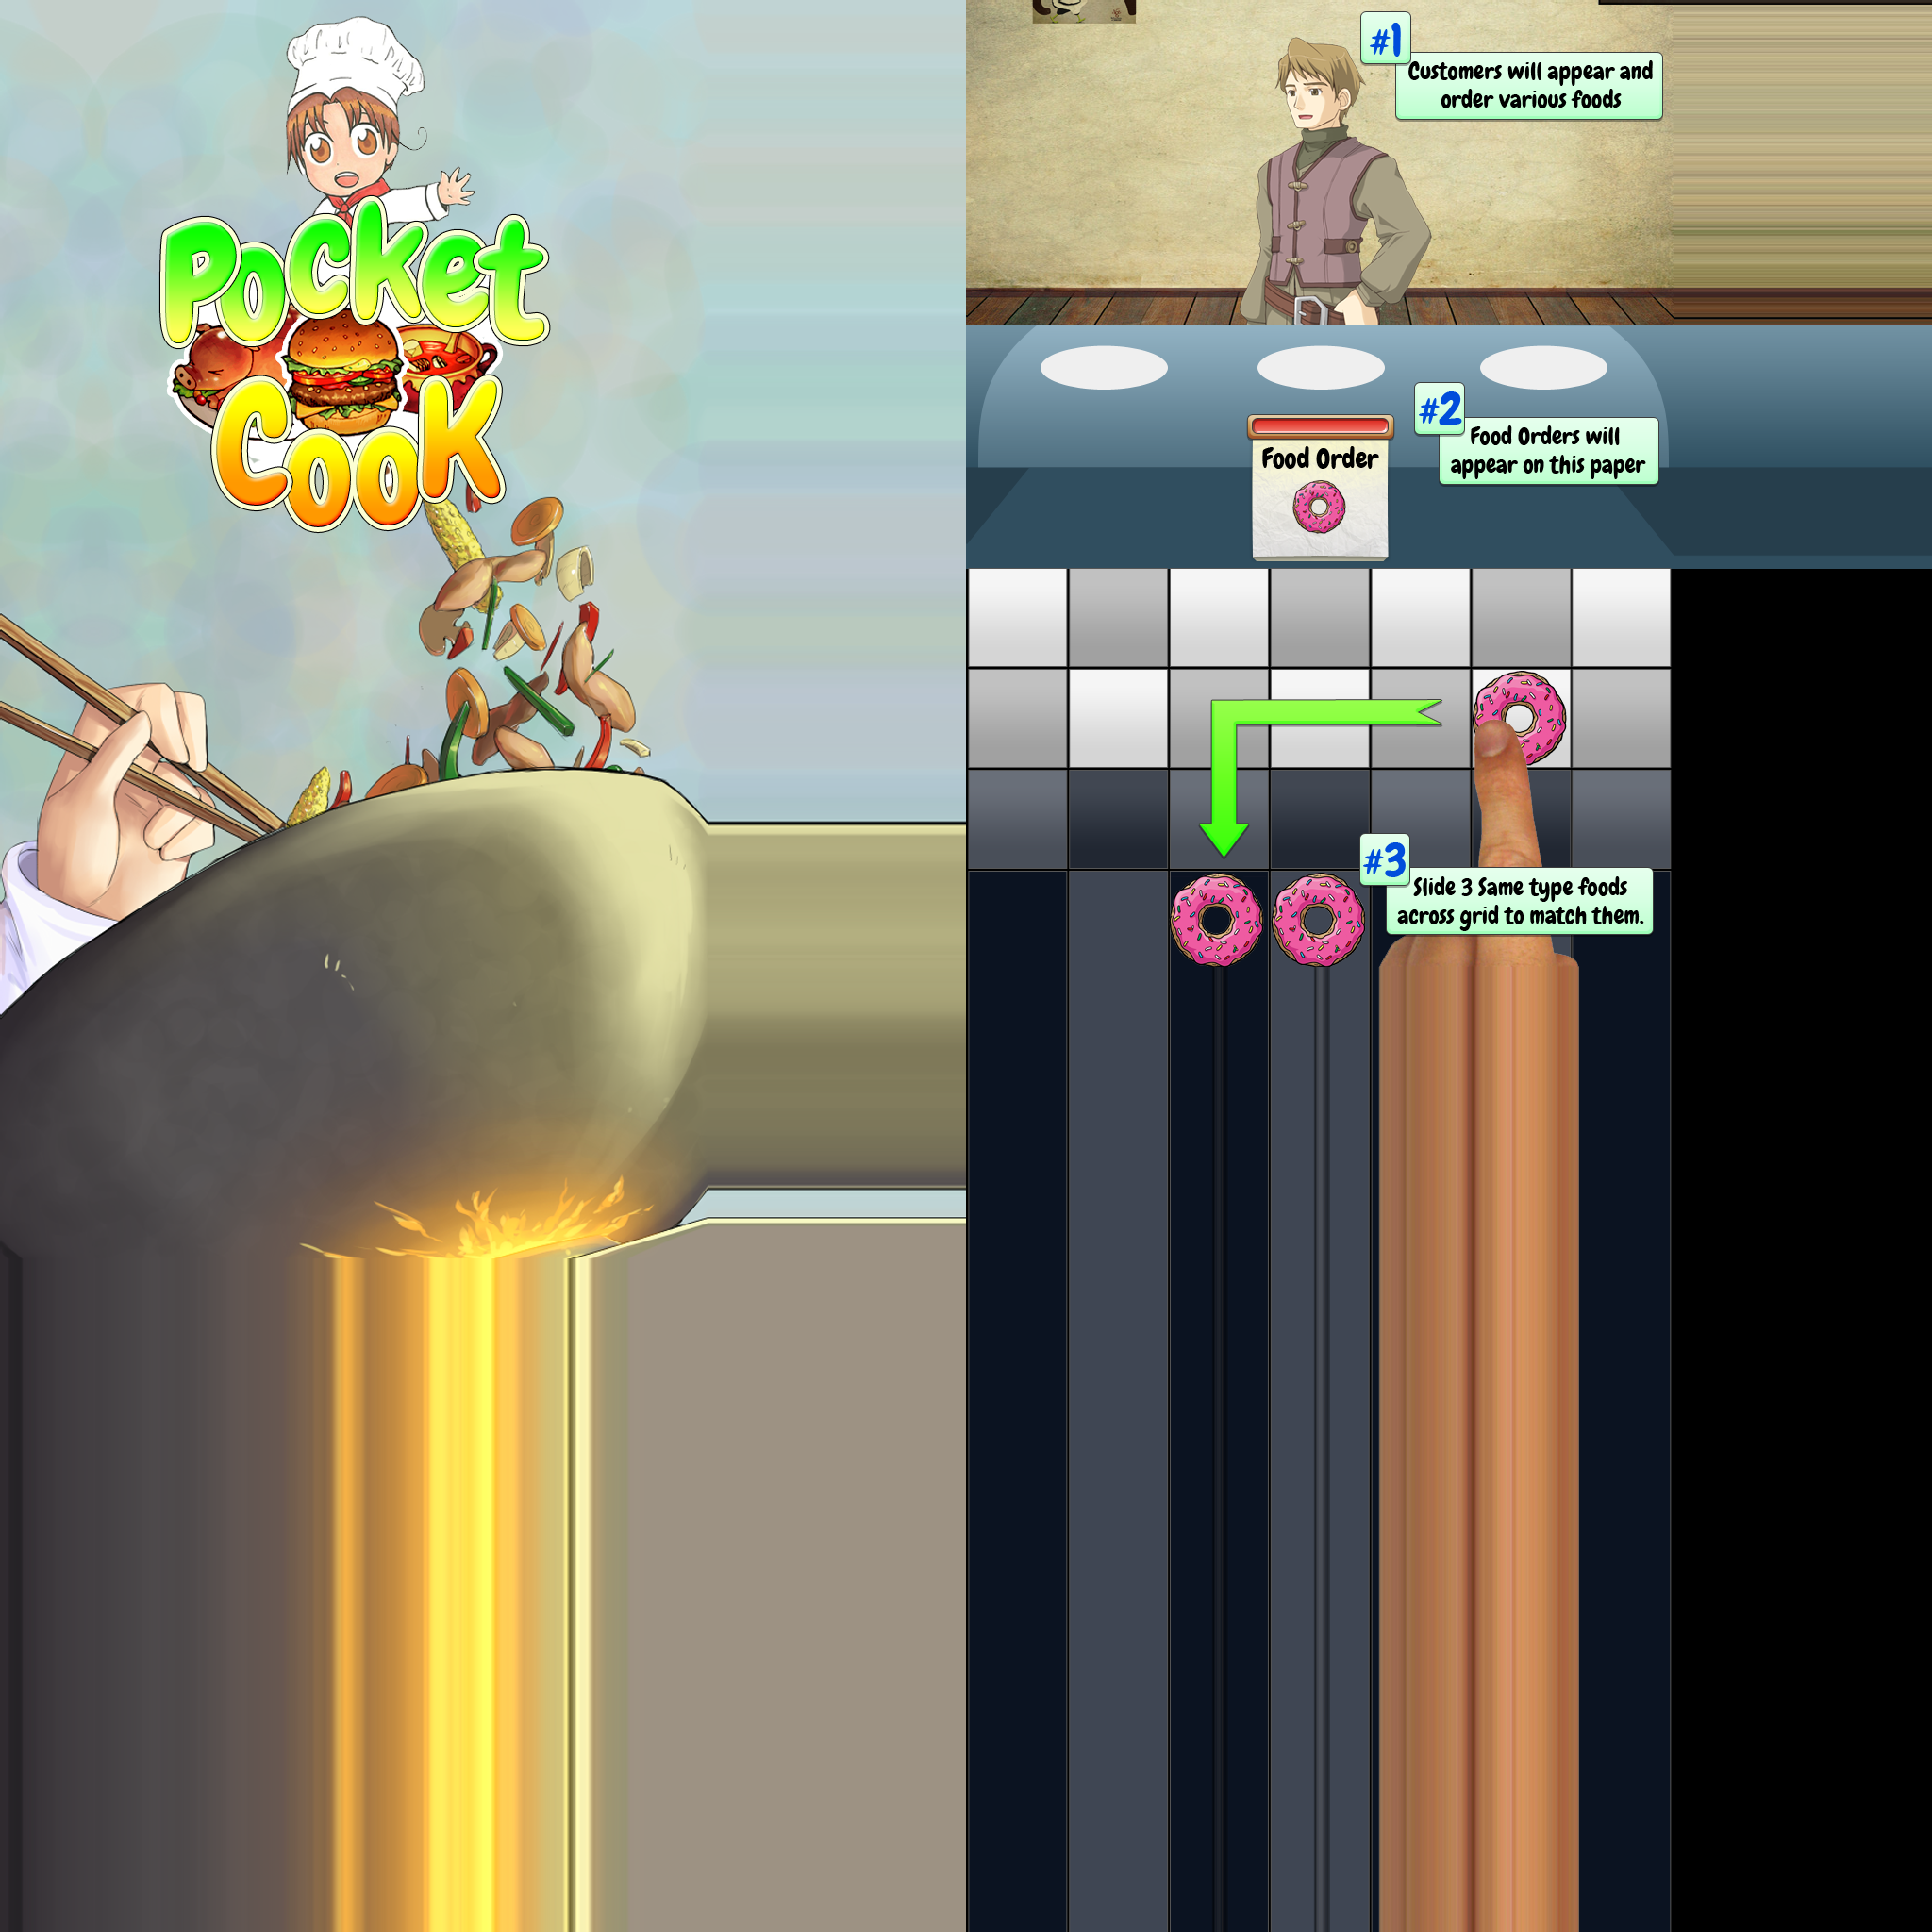 Pocket
Cook
#1
Customers will appear and
order various foods
#2
Food Orders will
appear on this paper
Food Order
#3
Slide 3 Same type foods
across grid to match them.